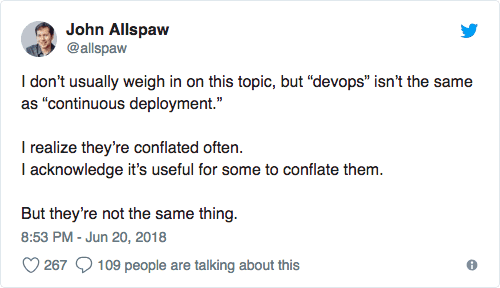 John Allspaw
@allspaw
I don’t usually weigh in on this topic, but “devops” isn’t the same
as “continuous deployment.”
I realize they’re conflated often.
I acknowledge it’s useful for some to conflate them.
But they’re not the same thing.
8:53 PM - Jun 20, 2018
267 109 people are talking about this